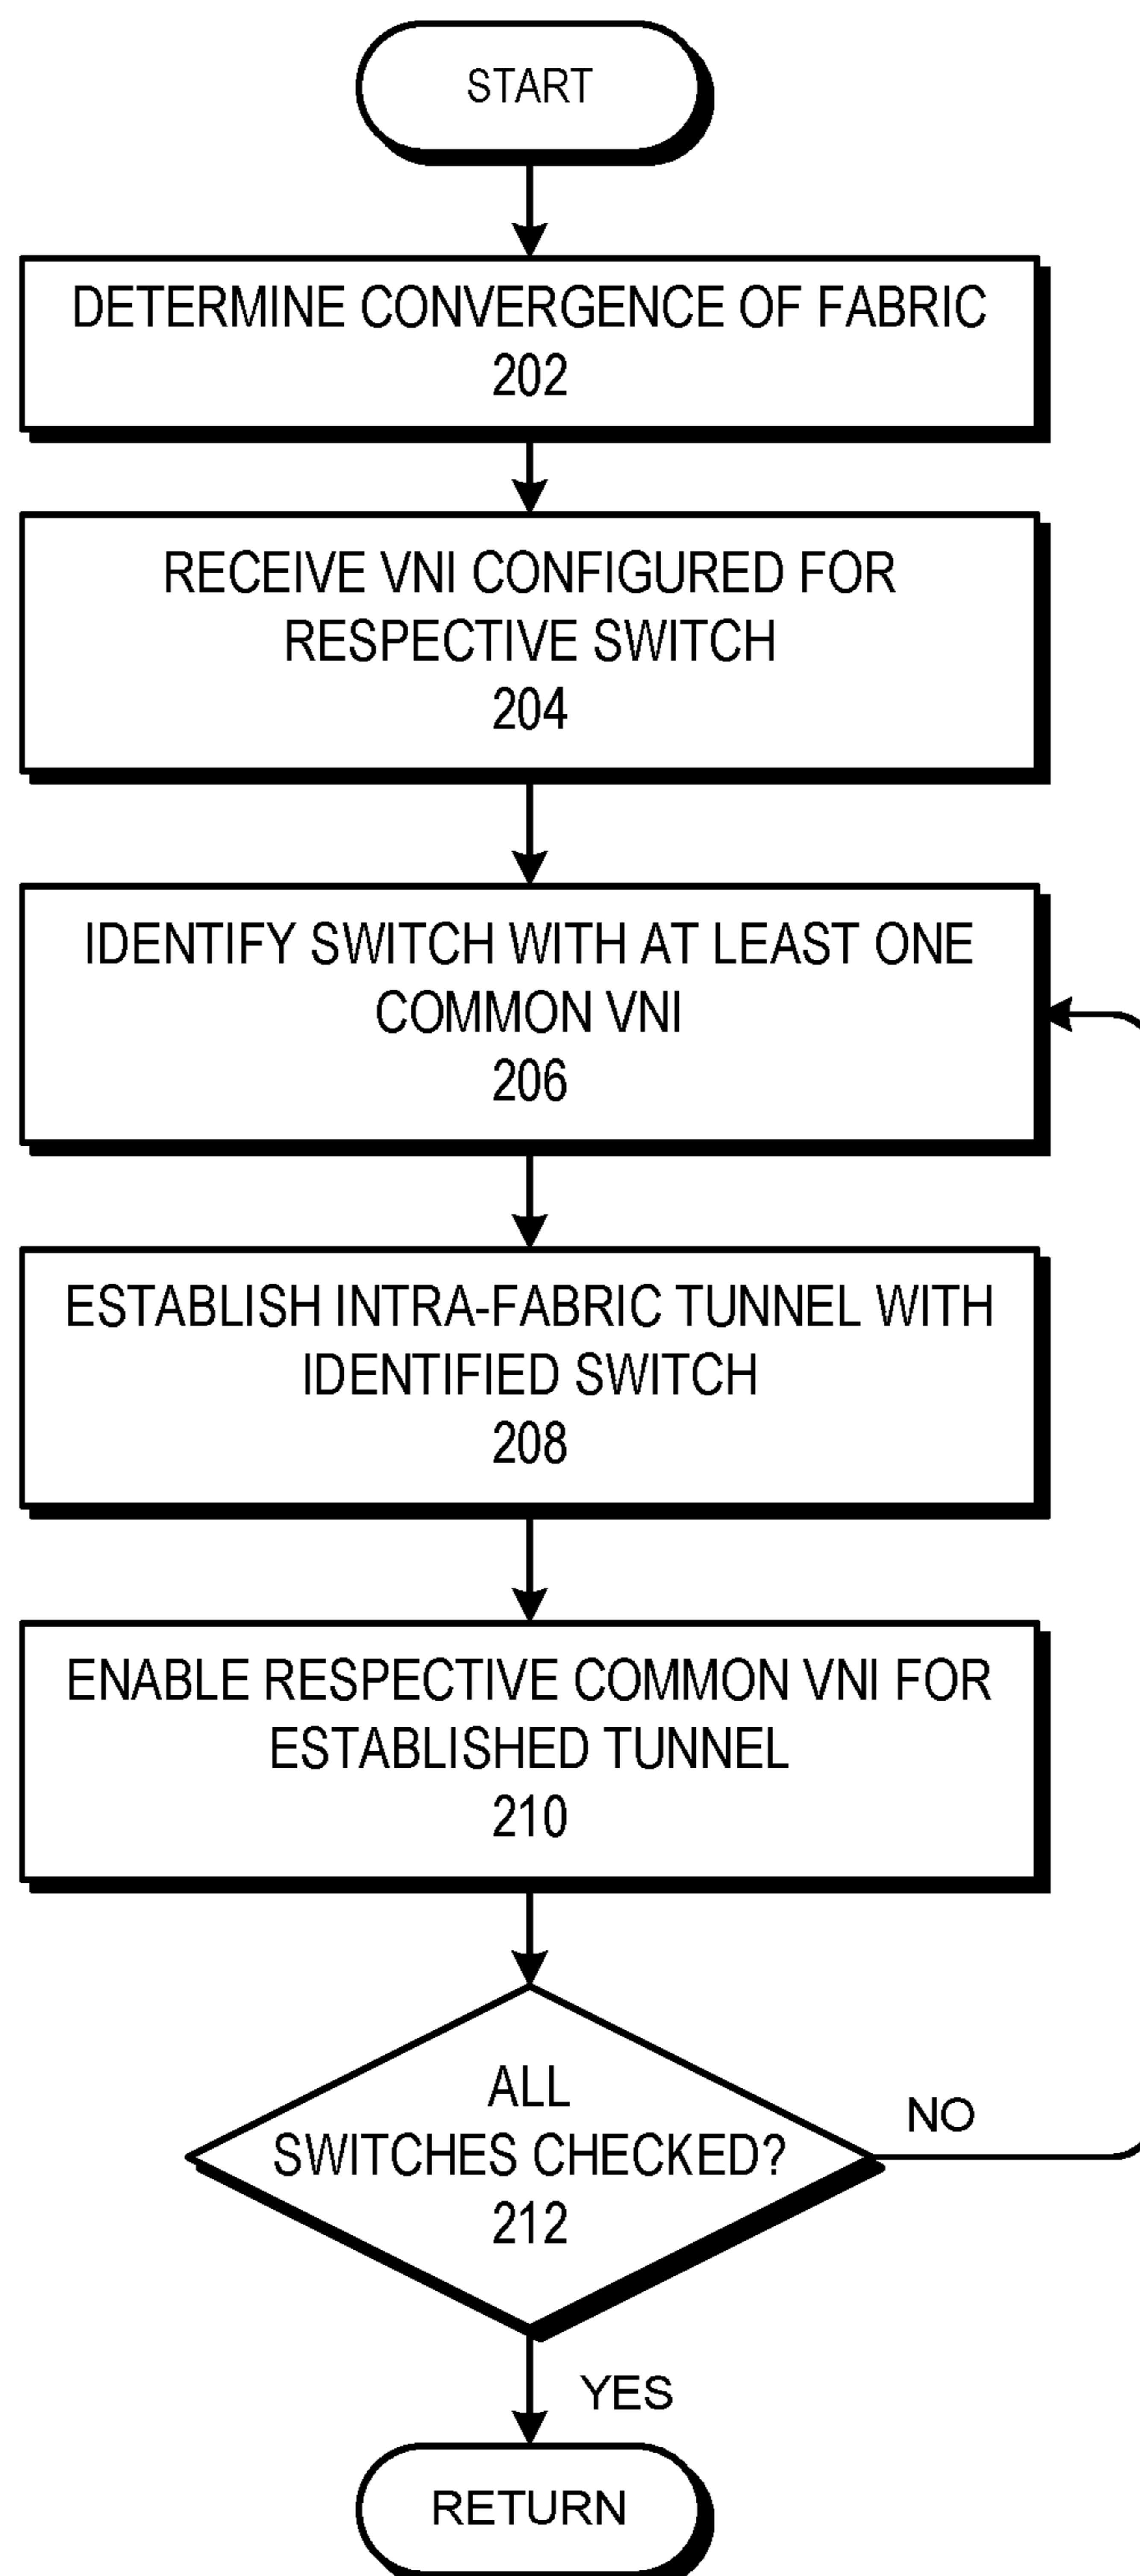 START
DETERMINE CONVERGENCE OF FABRIC
202
RECEIVE VNI CONFIGURED FOR
RESPECTIVE SWITCH
204
IDENTIFY SWITCH WITH AT LEAST ONE
COMMON VNI
206
ESTABLISH INTRA-FABRIC TUNNEL WITH
IDENTIFIED SWITCH
208
ENABLE RESPECTIVE COMMON VNI FOR
ESTABLISHED TUNNEL
210
ALL
SWITCHES CHECKED?
212
NO
YES
RETURN